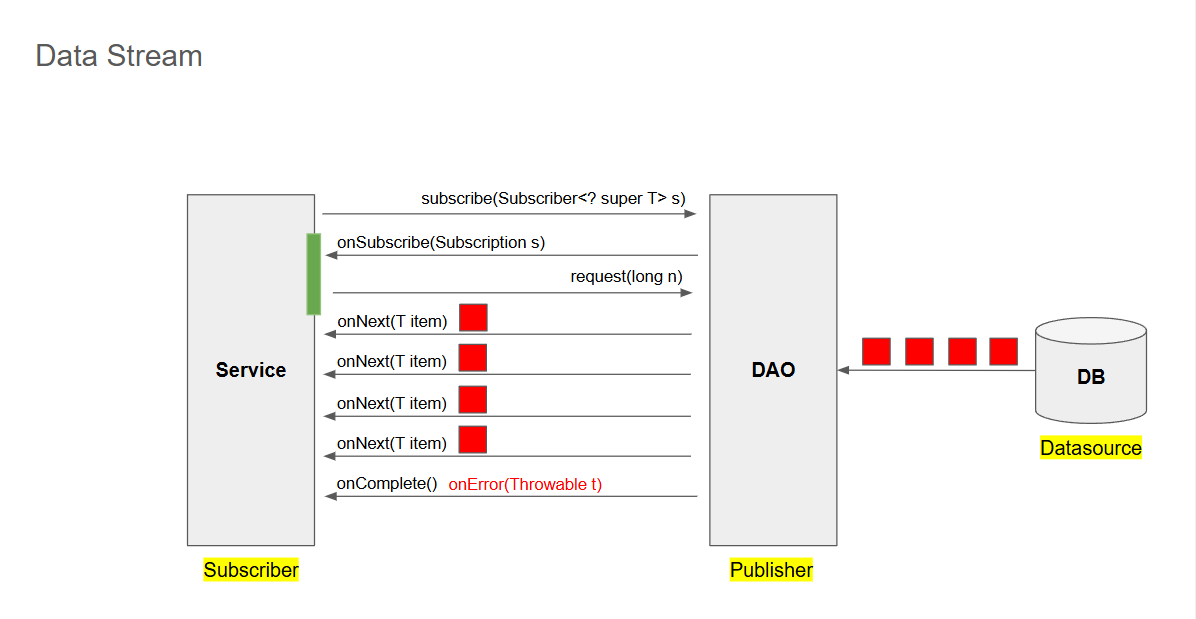 Data Stream
subscribe(Subscriber<? super T> s)
onSubscribe(Subscription s)
request(long n)
onNext(T item)
onNext(T item)
onNext(T item)
onNext(T item)
onComplete() onError(Throwable t)
Service
DAO
DB
Datasource
Subscriber
Publisher